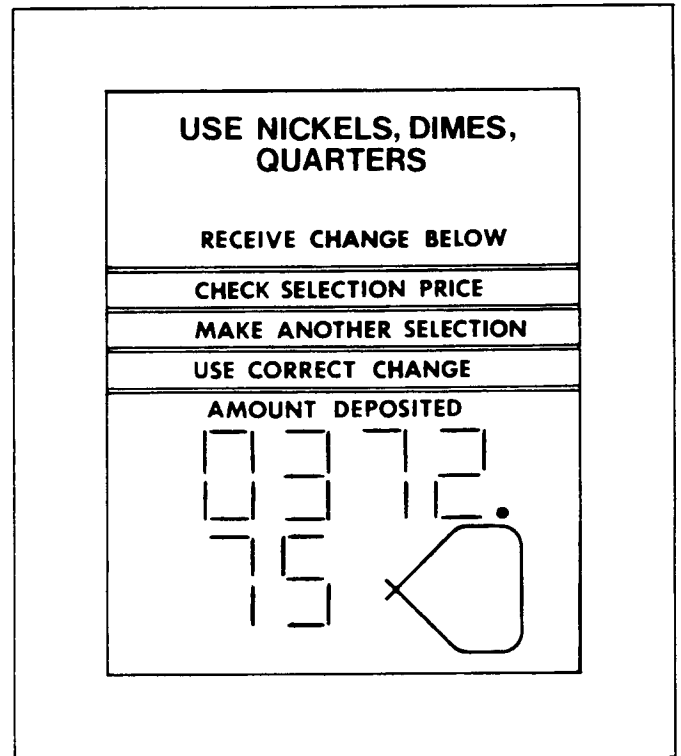 USE NICKELS, DIMES,
QUARTERS
RECEIVE CHANGE BELOW
CHECK SELECTION PRICE
MAKE ANOTHER SELECTION
USE CORRECT CHANGE
AMOUNT DEPOSITED
0372.
75